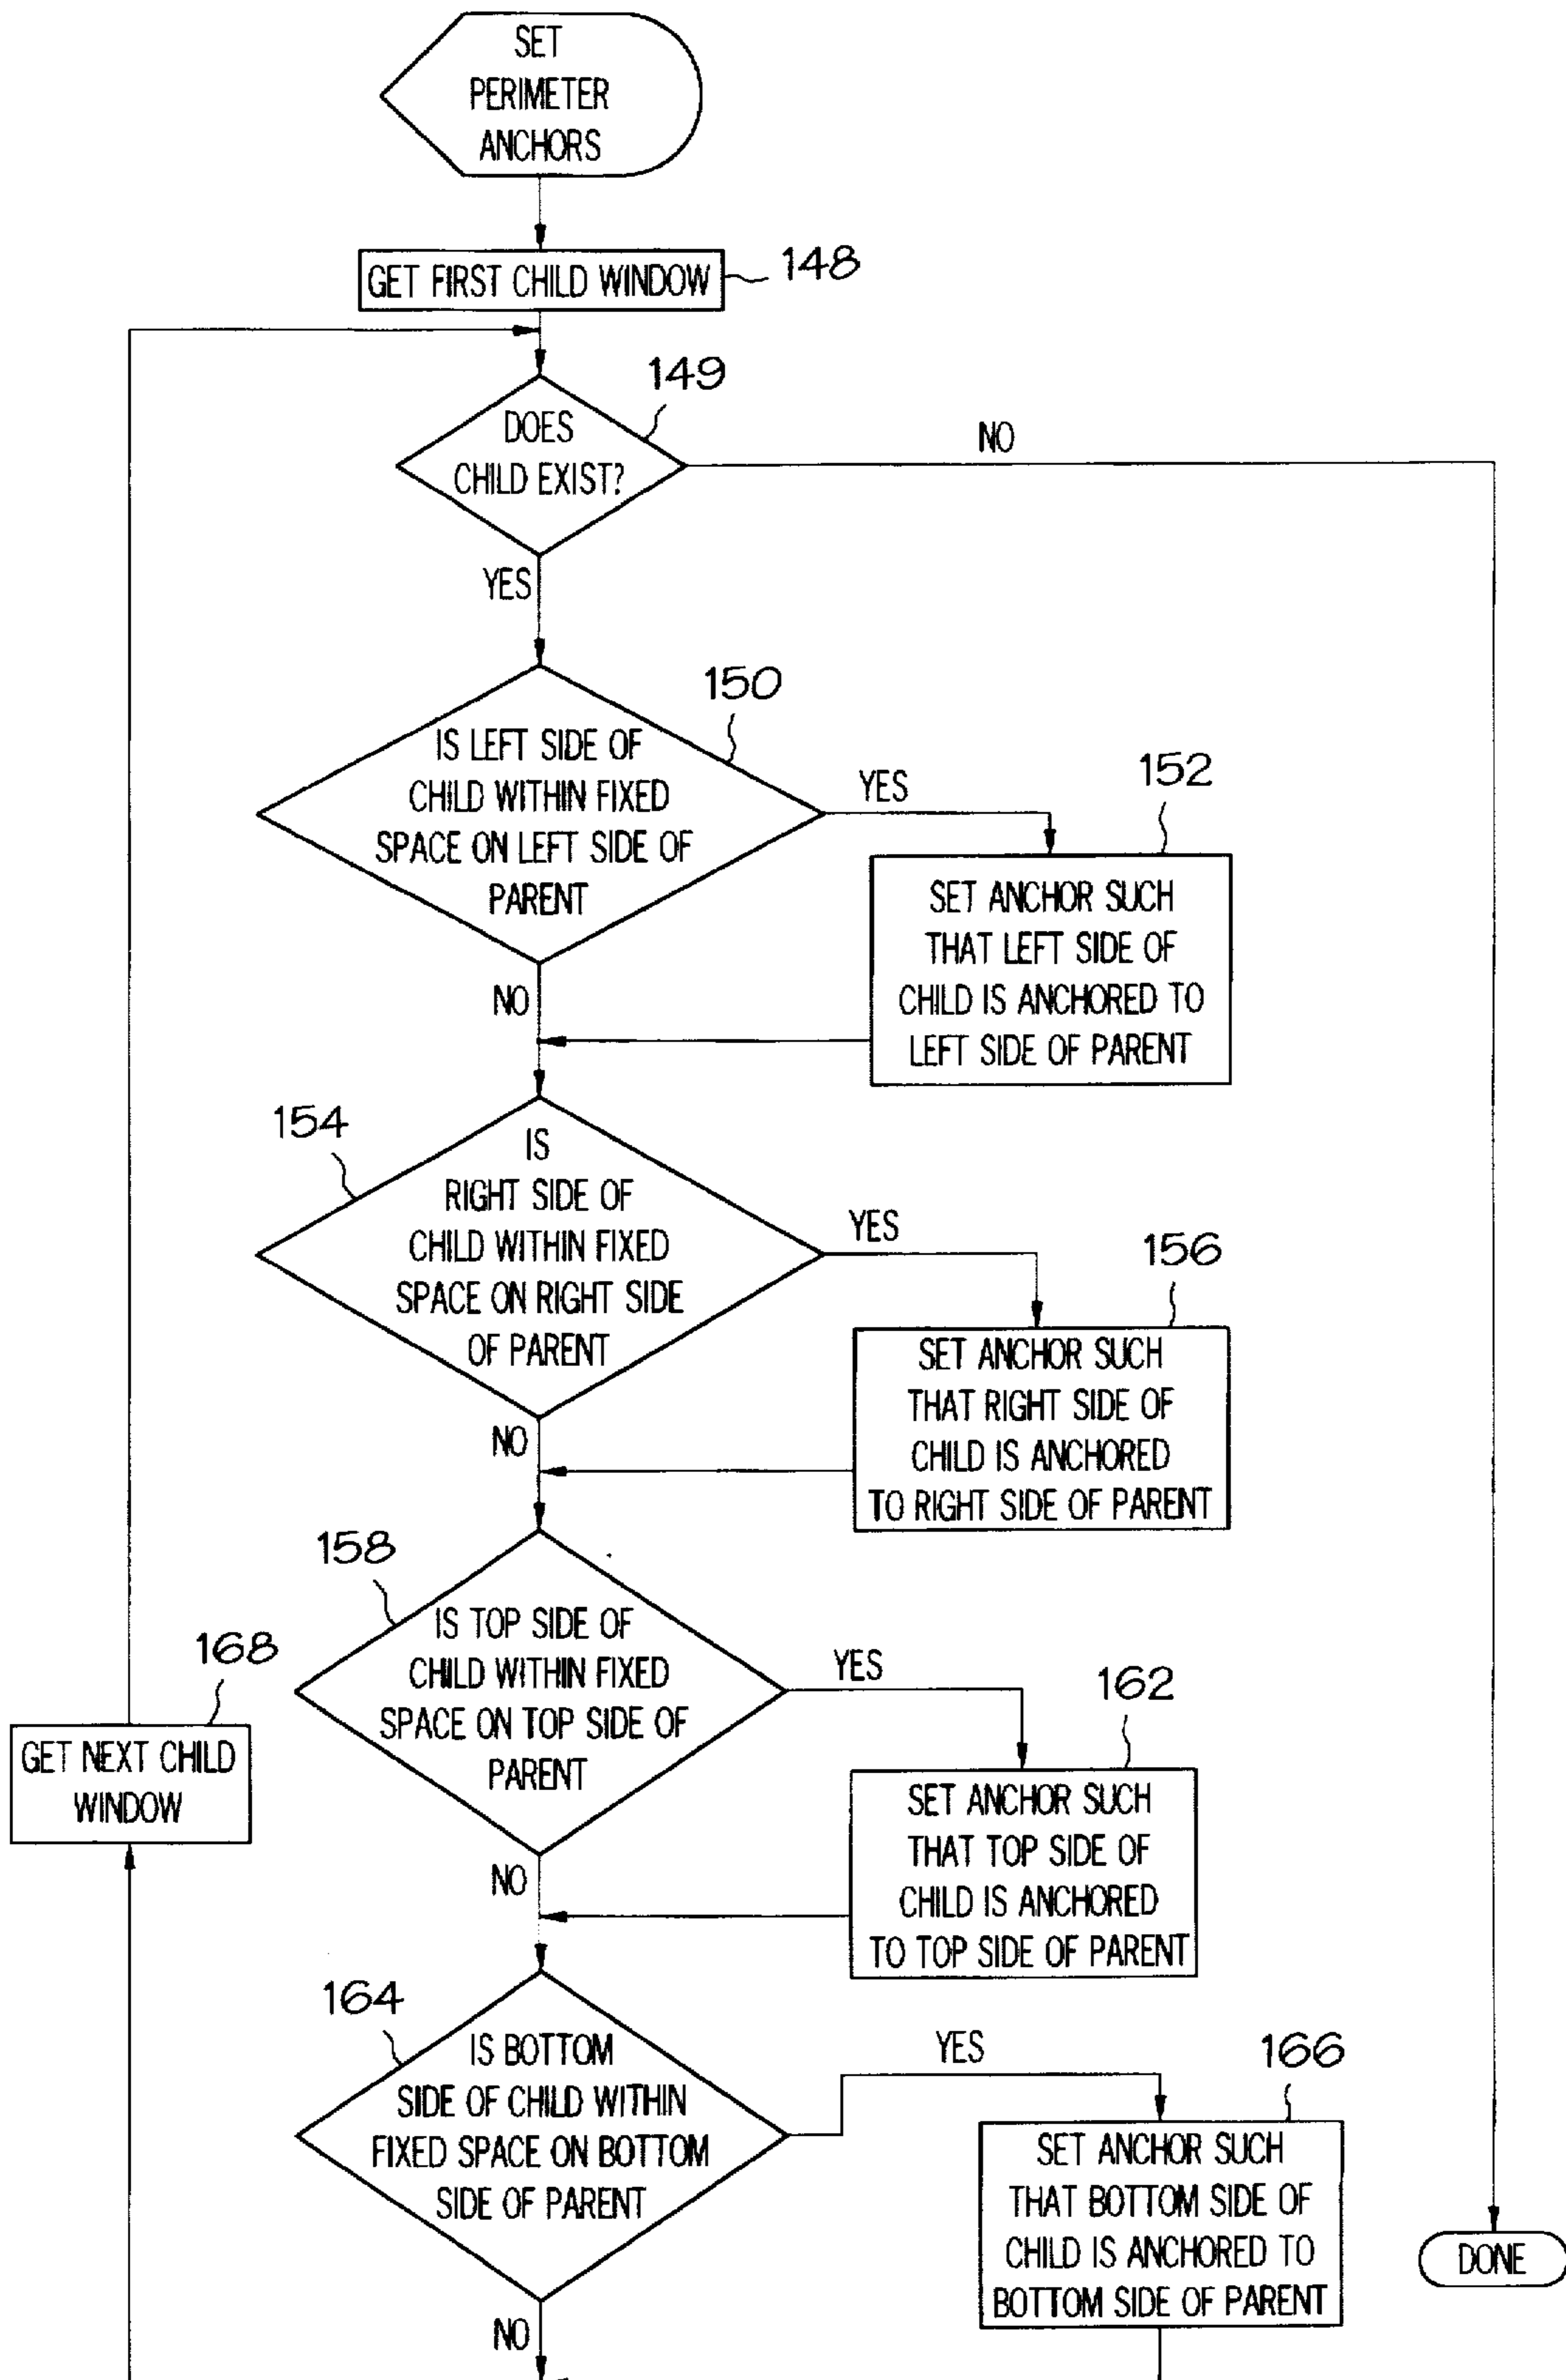 SET
PERIMETER
ANCHORS
GET FIRST CHILD WINDOW
148
149
DOES
CHILD EXIST?
NO
YES
150
IS LEFT SIDE OF
CHILD WITHIN FIXED
SPACE ON LEFT SIDE OF
PARENT
YES
152
SET ANCHOR SUCH
THAT LEFT SIDE OF
CHILD IS ANCHORED TO
LEFT SIDE OF PARENT
NO
154
IS
RIGHT SIDE OF
CHILD WITHIN FIXED
SPACE ON RIGHT SIDE
OF PARENT
YES
156
SET ANCHOR SUCH
THAT RIGHT SIDE OF
CHILD IS ANCHORED
TO RIGHT SIDE OF PARENT
NO
158
IS TOP SIDE OF
CHILD WITHIN FIXED
SPACE ON TOP SIDE OF
PARENT
YES
162
SET ANCHOR SUCH
THAT TOP SIDE OF
CHILD IS ANCHORED
TO TOP SIDE OF PARENT
NO
168
GET NEXT CHILD
WINDOW
164
IS BOTTOM
SIDE OF CHILD WITHIN
FIXED SPACE ON BOTTOM
SIDE OF PARENT
YES
166
SET ANCHOR SUCH
THAT BOTTOM SIDE OF
CHILD IS ANCHORED TO
BOTTOM SIDE OF PARENT
NO
DONE